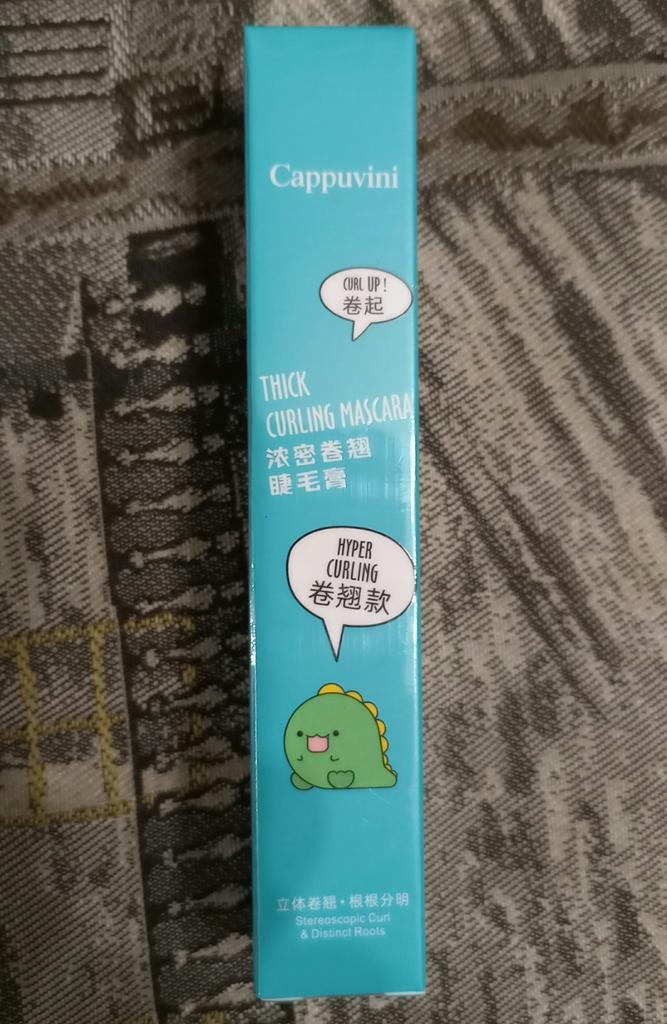 Cappuvini
CURL UP!
卷起
THICK
CURLING MASCARA
浓密卷翘
睫毛膏
HYPER
CURLING
卷翘款
立体卷翘·根根分明
Stereoscopic Curl
& Distinct Roots